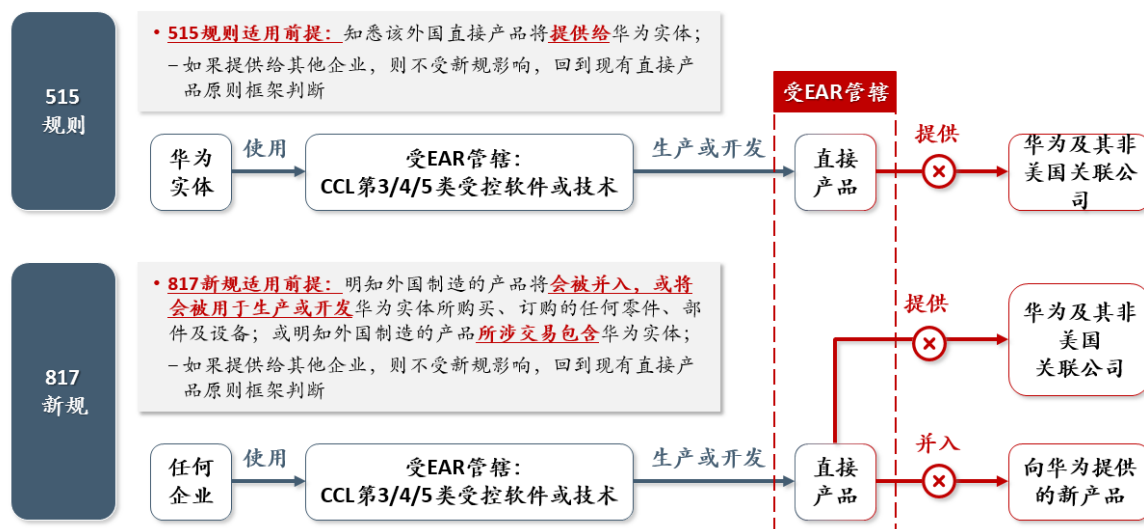 515
规则
• 515规则适用前提：知悉该外国直接产品将提供给华为实体；
– 如果提供给其他企业，则不受新规影响，回到现有直接产
品原则框架判断
受EAR管辖
华为
实体
使用
受EAR管辖：
CCL第3/4/5类受控软件或技术
生产或开发
直接
产品
提供
华为及其非
美国关联公
司
817
新规
• 817新规适用前提：明知外国制造的产品将会被并入，或将
会被用于生产或开发华为实体所购买、订购的任何零件、部
件及设备；或明知外国制造的产品所涉交易包含华为实体；
– 如果提供给其他企业，则不受新规影响，回到现有直接产
品原则框架判断
提供
华为及其非
美国
关联公司
任何
企业
使用
受EAR管辖：
CCL第3/4/5类受控软件或技术
生产或开发
直接
产品
并入
向华为提供
的新产品